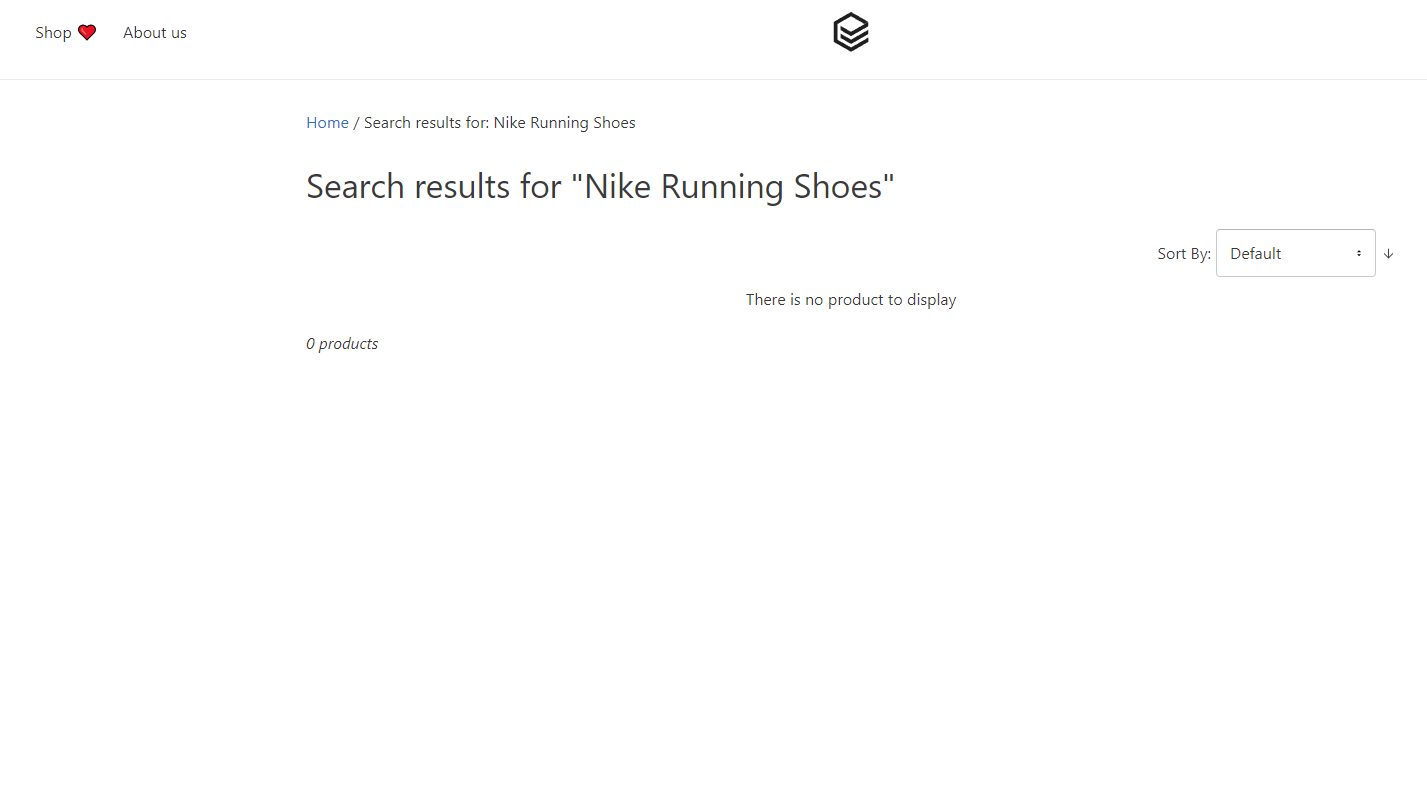 Shop ❤️ About us
Home / Search results for: Nike Running Shoes
Search results for "Nike Running Shoes"
Sort By: Default ↓
There is no product to display
0 products